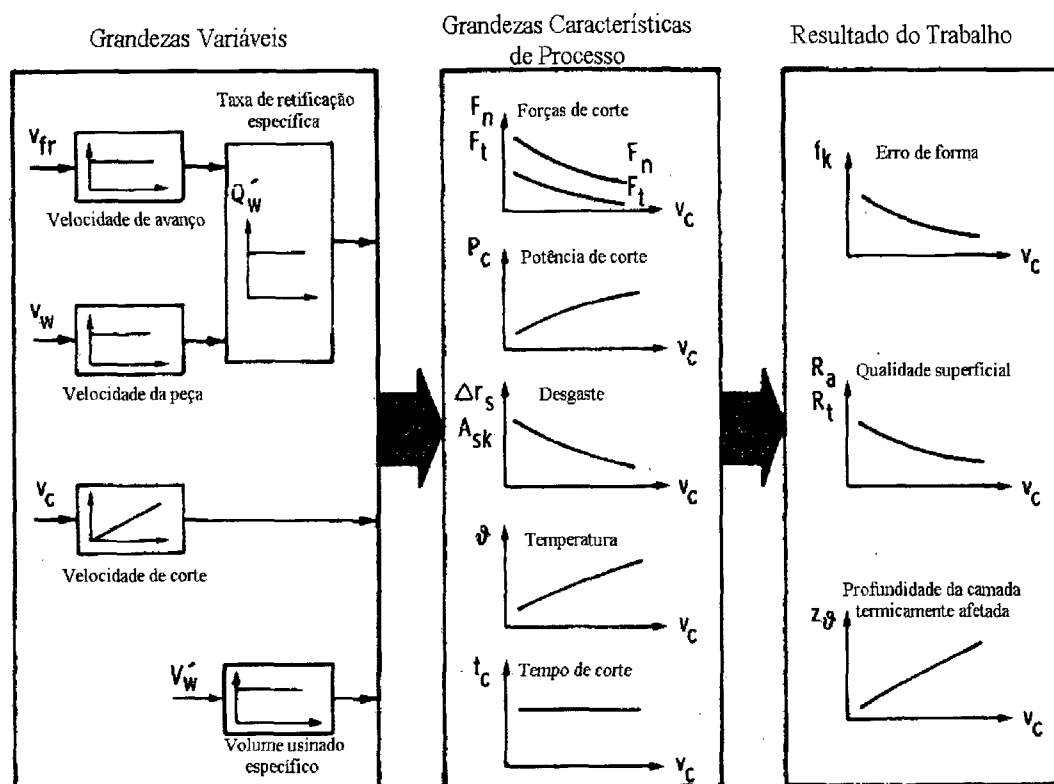 Grandezas Variáveis
Grandezas Características
de Processo
Resultado do Trabalho
Taxa de retificação
específica
v_fr
Velocidade de avanço
Q´_w
v_w
Velocidade da peça
v_c
Velocidade de corte
V´_w
Volume usinado
específico
F_n
F_t
Forças de corte
F_n
F_t
v_c
P_c
Potência de corte
v_c
Δr_s
A_sk
Desgaste
v_c
ϑ
Temperatura
v_c
t_c
Tempo de corte
v_c
f_k
Erro de forma
v_c
R_a
R_t
Qualidade superficial
v_c
Profundidade da camada
termicamente afetada
z_ϑ
v_c